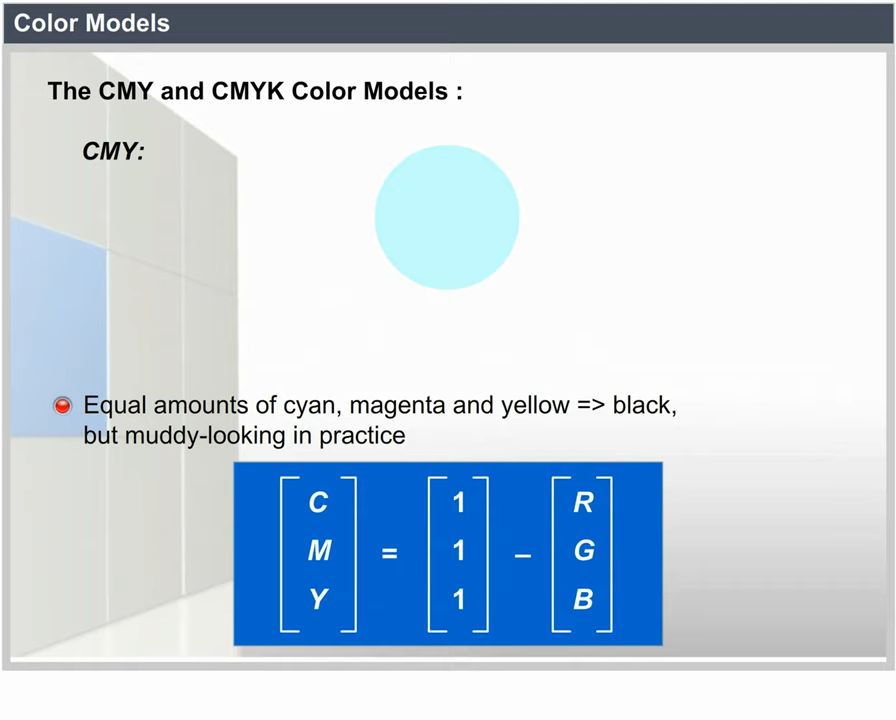 Color Models
The CMY and CMYK Color Models :
CMY:
Equal amounts of cyan, magenta and yellow => black,
but muddy-looking in practice
C 1 R
M = 1 – G
Y 1 B